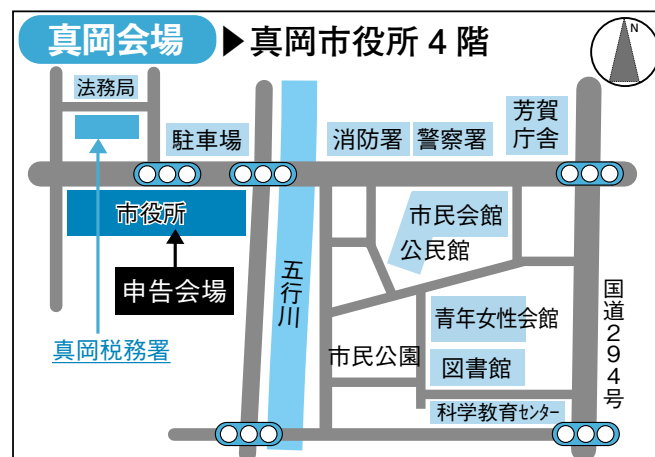 真岡会場 ▶真岡市役所 4 階
N
法務局
駐車場
消防署
警察署
芳賀
庁舎
市役所
市民会館
公民館
申告会場
五行川
国道294号
真岡税務署
青年女性会館
市民公園
図書館
科学教育センター